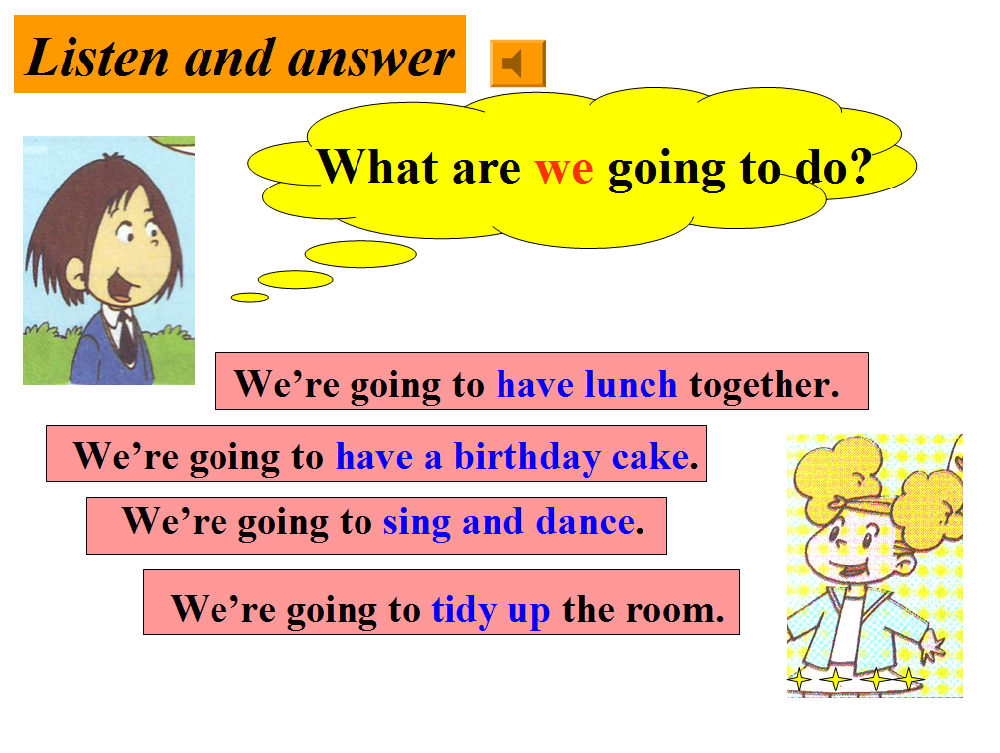 Listen and answer
What are we going to do?
We’re going to have lunch together.
We’re going to have a birthday cake.
We’re going to sing and dance.
We’re going to tidy up the room.